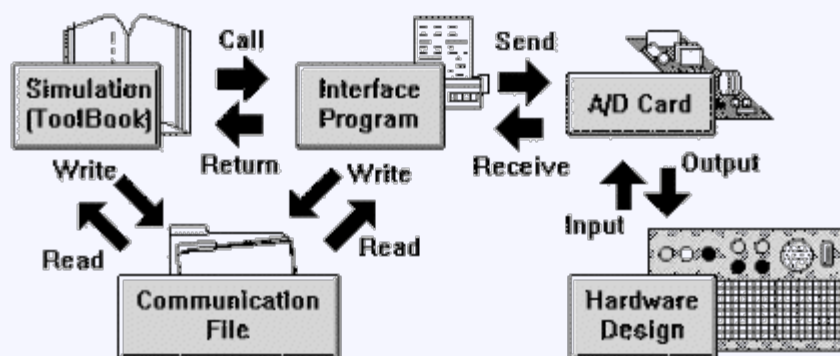 Call
Send
Simulation
(ToolBook)
Interface
Program
A/D Card
Return
Receive
Write
Write
Output
Input
Read
Read
Communication
File
Hardware
Design